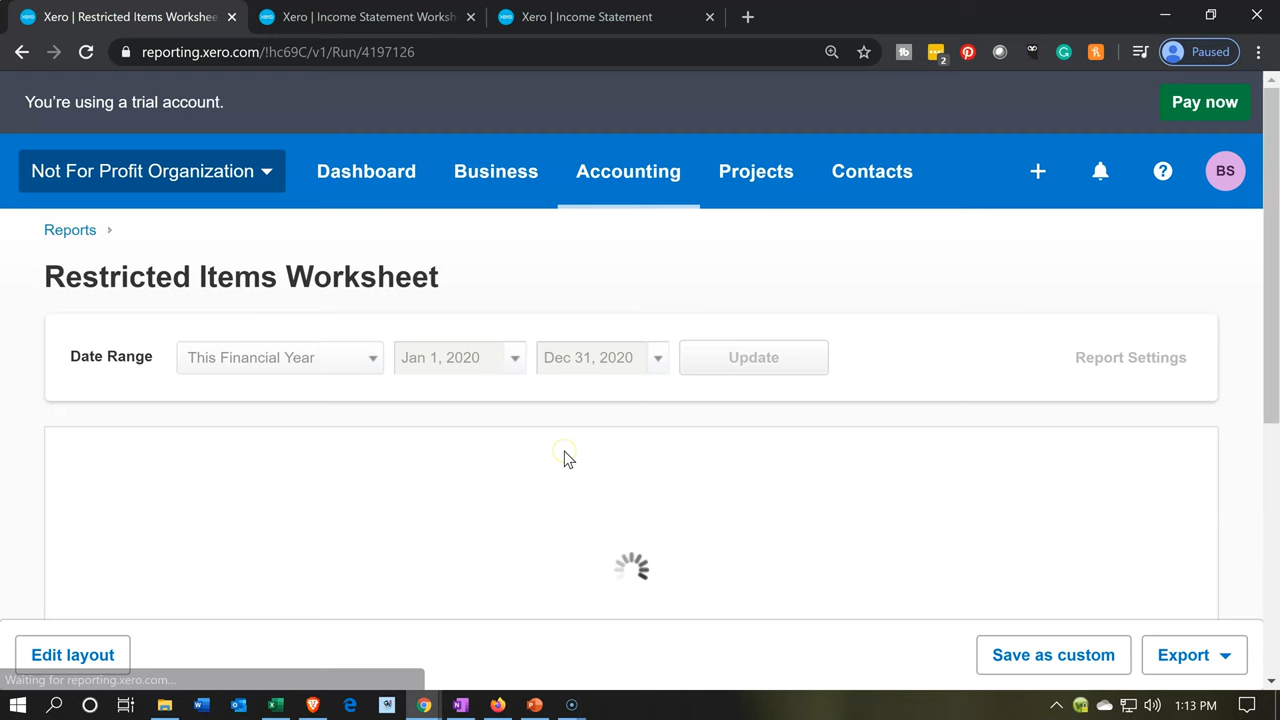 Xero | Restricted Items Workshee
Xero | Income Statement Worksh
Xero | Income Statement
reporting.xero.com/!hc69C/v1/Run/4197126
tb
2
Paused
You're using a trial account.
Pay now
Not For Profit Organization
Dashboard
Business
Accounting
Projects
Contacts
BS
Reports
Restricted Items Worksheet
Date Range
This Financial Year
Jan 1, 2020
Dec 31, 2020
Update
Report Settings
Edit layout
Save as custom
Export
Waiting for reporting.xero.com...
1:13 PM